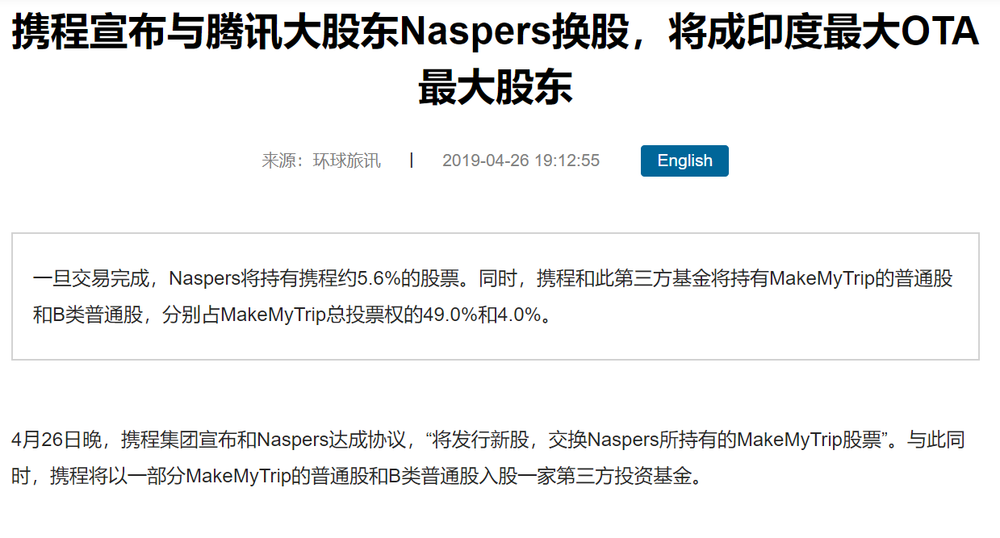 携程宣布与腾讯大股东Naspers换股，将成印度最大OTA
最大股东
来源：环球旅讯 | 2019-04-26 19:12:55 English
一旦交易完成，Naspers将持有携程约5.6%的股票。同时，携程和此第三方基金将持有MakeMyTrip的普通股
和B类普通股，分别占MakeMyTrip总投票权的49.0%和4.0%。
4月26日晚，携程集团宣布和Naspers达成协议，“将发行新股，交换Naspers所持有的MakeMyTrip股票”。与此同
时，携程将以一部分MakeMyTrip的普通股和B类普通股入股一家第三方投资基金。